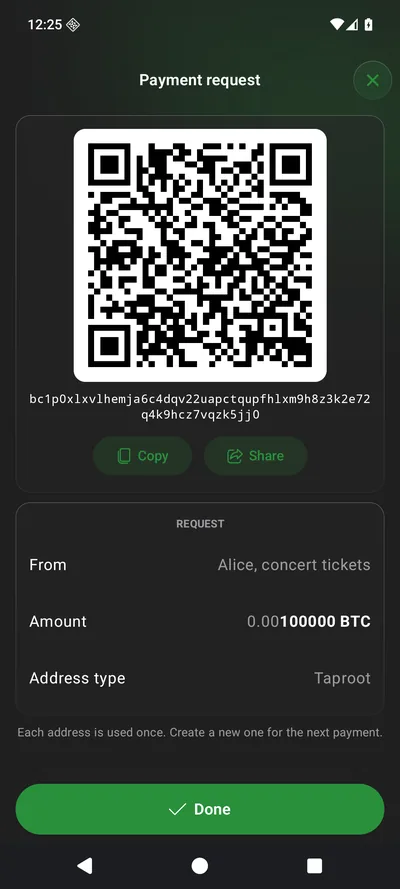 12:25
Payment request
bc1p0xlxvlhemja6c4dqv22uapctqupfhlxm9h8z3k2e72
q4k9hcz7vqzk5jj0
Copy
Share
REQUEST
From
Alice, concert tickets
Amount
0.00100000 BTC
Address type
Taproot
Each address is used once. Create a new one for the next payment.
Done